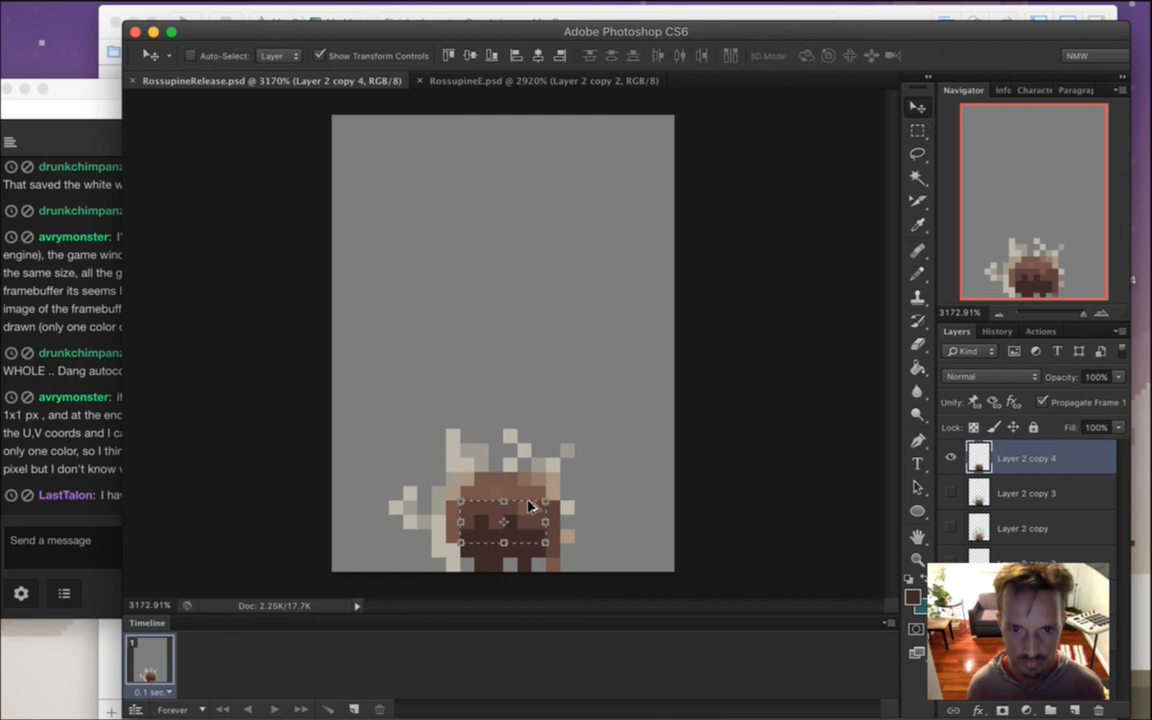 Adobe Photoshop CS6
Auto-Select: Layer Show Transform Controls 3D Mode: NMW
× RossupineRelease.psd @ 3170% (Layer 2 copy 4, RGB/8) × RossupineE.psd @ 2920% (Layer 2 copy 2, RGB/8)
Navigator Info Characte Paragra
drunkchimpanz
That saved the white w
drunkchimpanz
avrymonster: I'
engine), the game wind
the same size, all the g
framebuffer its seems l
image of the framebuff
drawn (only one color o
drunkchimpanz
WHOLE .. Dang autoco
avrymonster: if
1x1 px , and at the end
the U,V coords and I ca
only one color, so I thin
pixel but I don't know v
LastTalon: I hav
Send a message
3172.91%
Layers History Actions
Kind
Normal Opacity: 100%
Unify: Propagate Frame 1
Lock: Fill: 100%
Layer 2 copy 4
Layer 2 copy 3
Layer 2 copy
3172.91% Doc: 2.25K/17.7K
Timeline
1
0.1 sec.
Forever